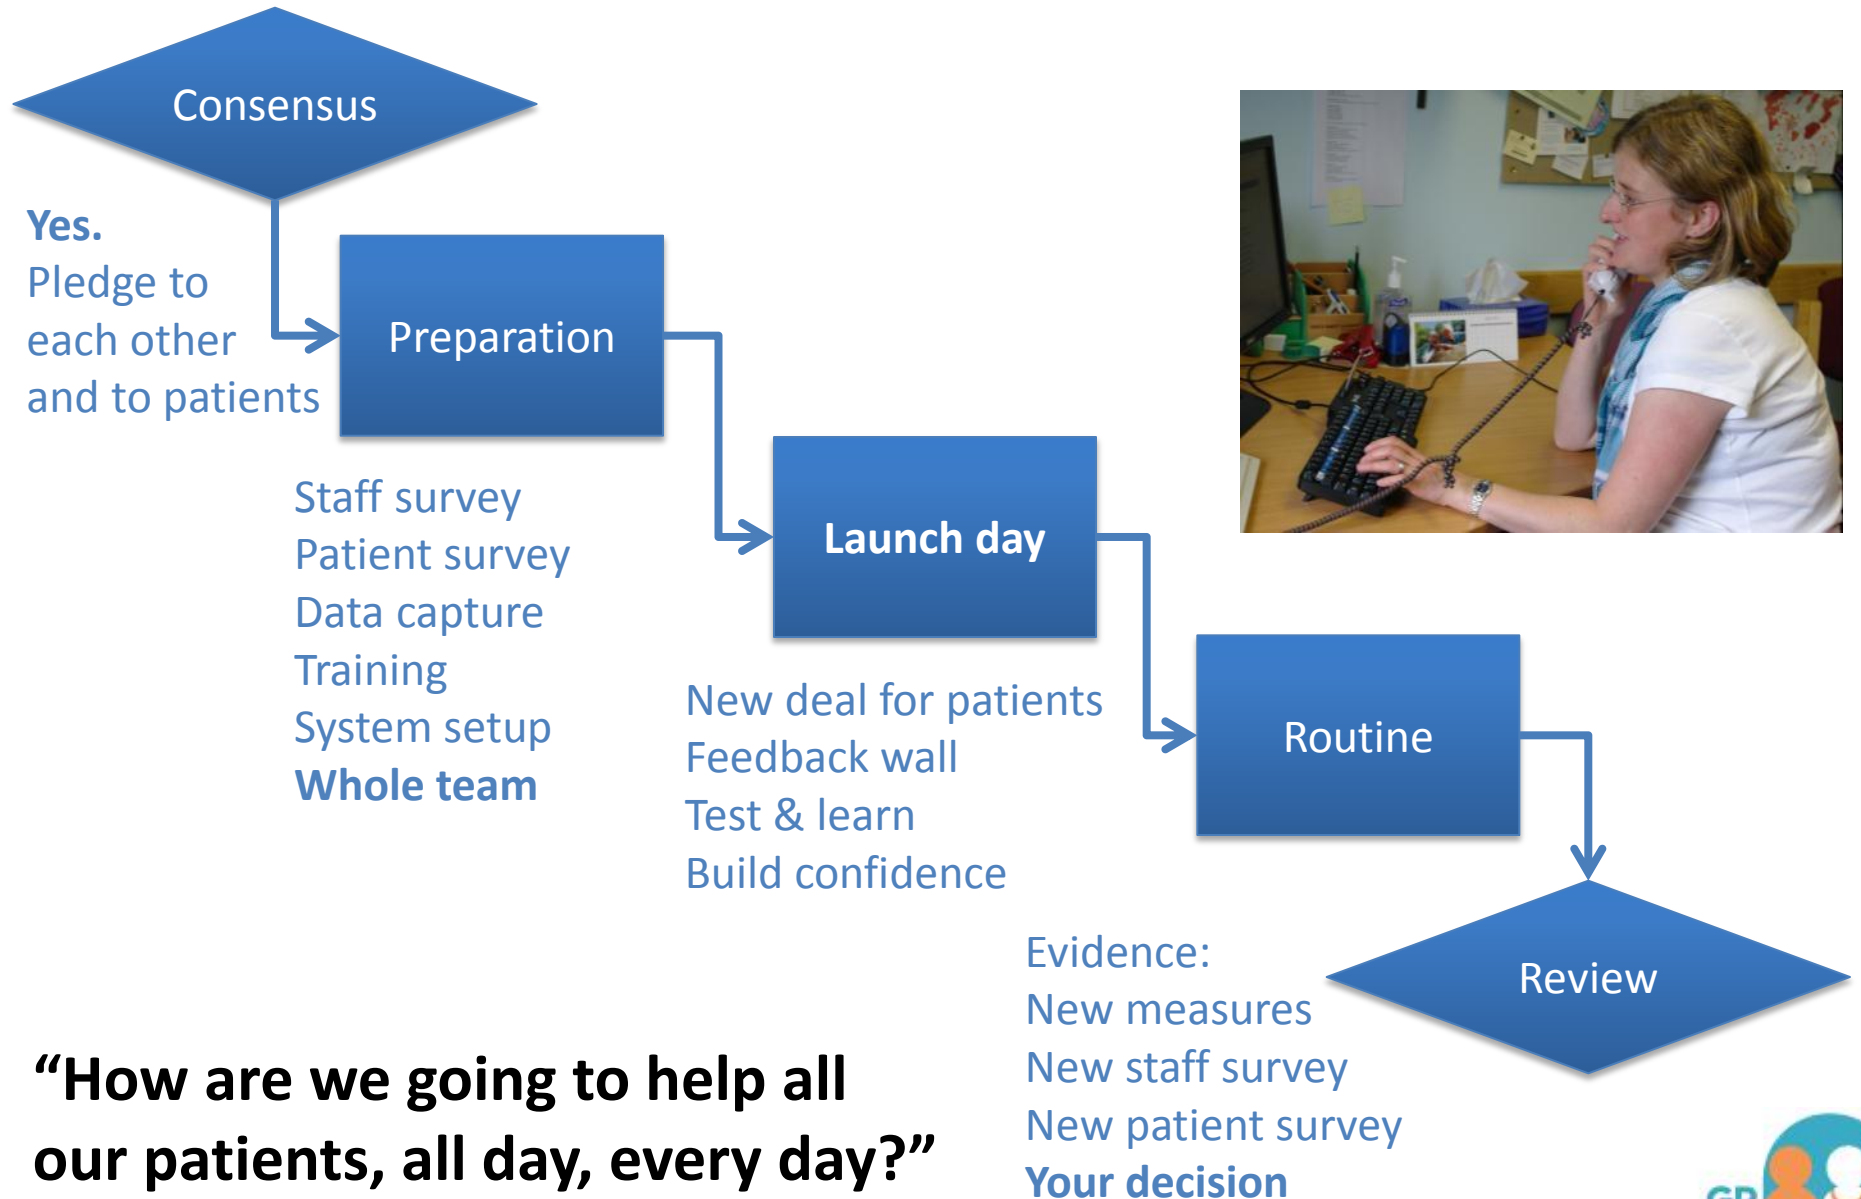 Consensus
Yes.
Pledge to
each other
and to patients
Preparation
Staff survey
Patient survey
Data capture
Training
System setup
Whole team
Launch day
New deal for patients
Feedback wall
Test & learn
Build confidence
Routine
Review
Evidence:
New measures
New staff survey
New patient survey
Your decision
“How are we going to help all
our patients, all day, every day?”
GP